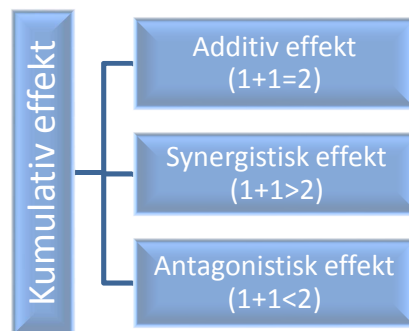 Kumulativ effekt
Additiv effekt
(1+1=2)
Synergistisk effekt
(1+1>2)
Antagonistisk effekt
(1+1<2)